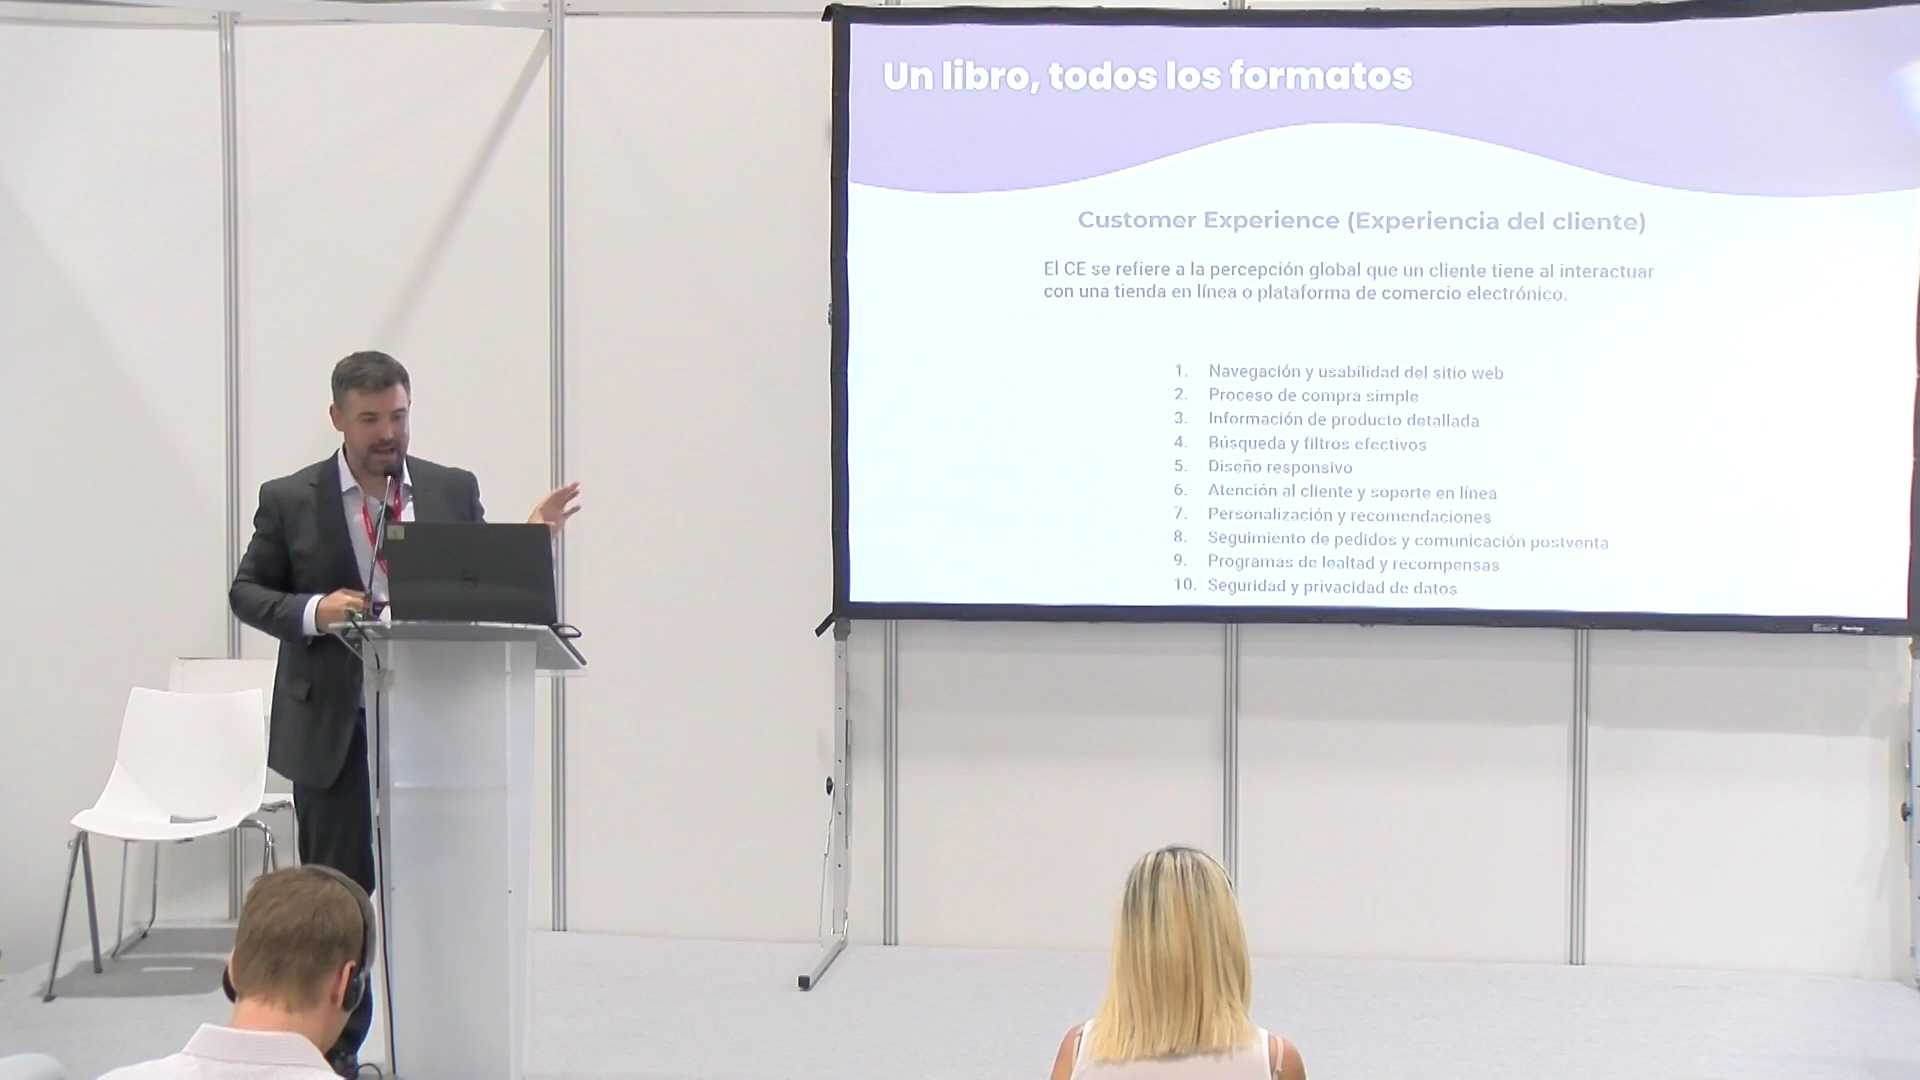 Un libro, todos los formatos
Customer Experience (Experiencia del cliente)
El CE se refiere a la percepción global que un cliente tiene al interactuar
con una tienda en línea o plataforma de comercio electrónico.
1. Navegación y usabilidad del sitio web
2. Proceso de compra simple
3. Información de producto detallada
4. Búsqueda y filtros efectivos
5. Diseño responsivo
6. Atención al cliente y soporte en línea
7. Personalización y recomendaciones
8. Seguimiento de pedidos y comunicación postventa
9. Programas de lealtad y recompensas
10. Seguridad y privacidad de datos